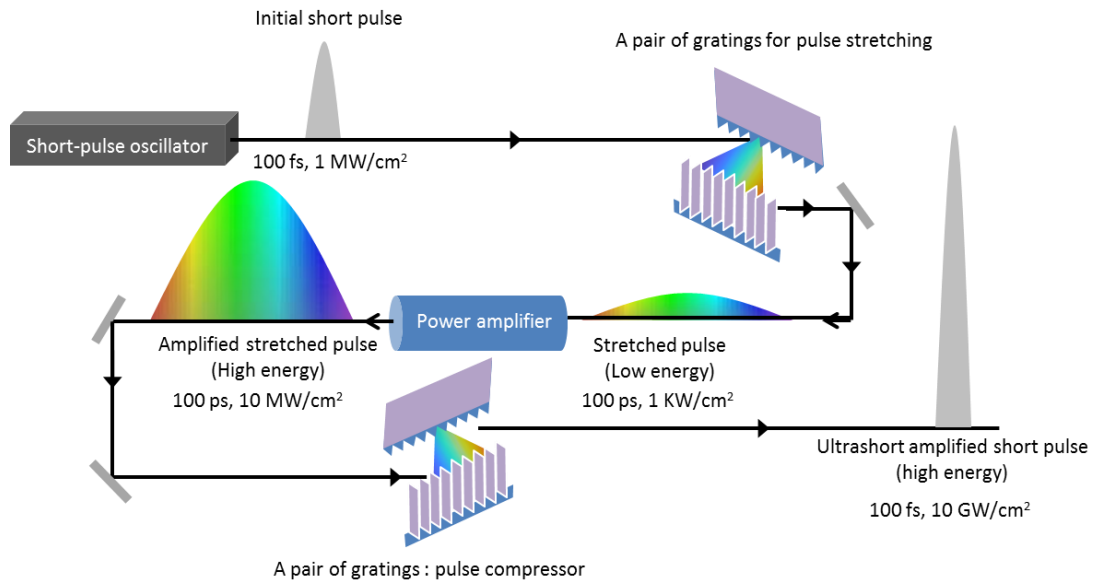 Initial short pulse
A pair of gratings for pulse stretching
Short-pulse oscillator
100 fs, 1 MW/cm²
Power amplifier
Amplified stretched pulse
(High energy)
100 ps, 10 MW/cm²
Stretched pulse
(Low energy)
100 ps, 1 KW/cm²
Ultrashort amplified short pulse
(high energy)
100 fs, 10 GW/cm²
A pair of gratings : pulse compressor